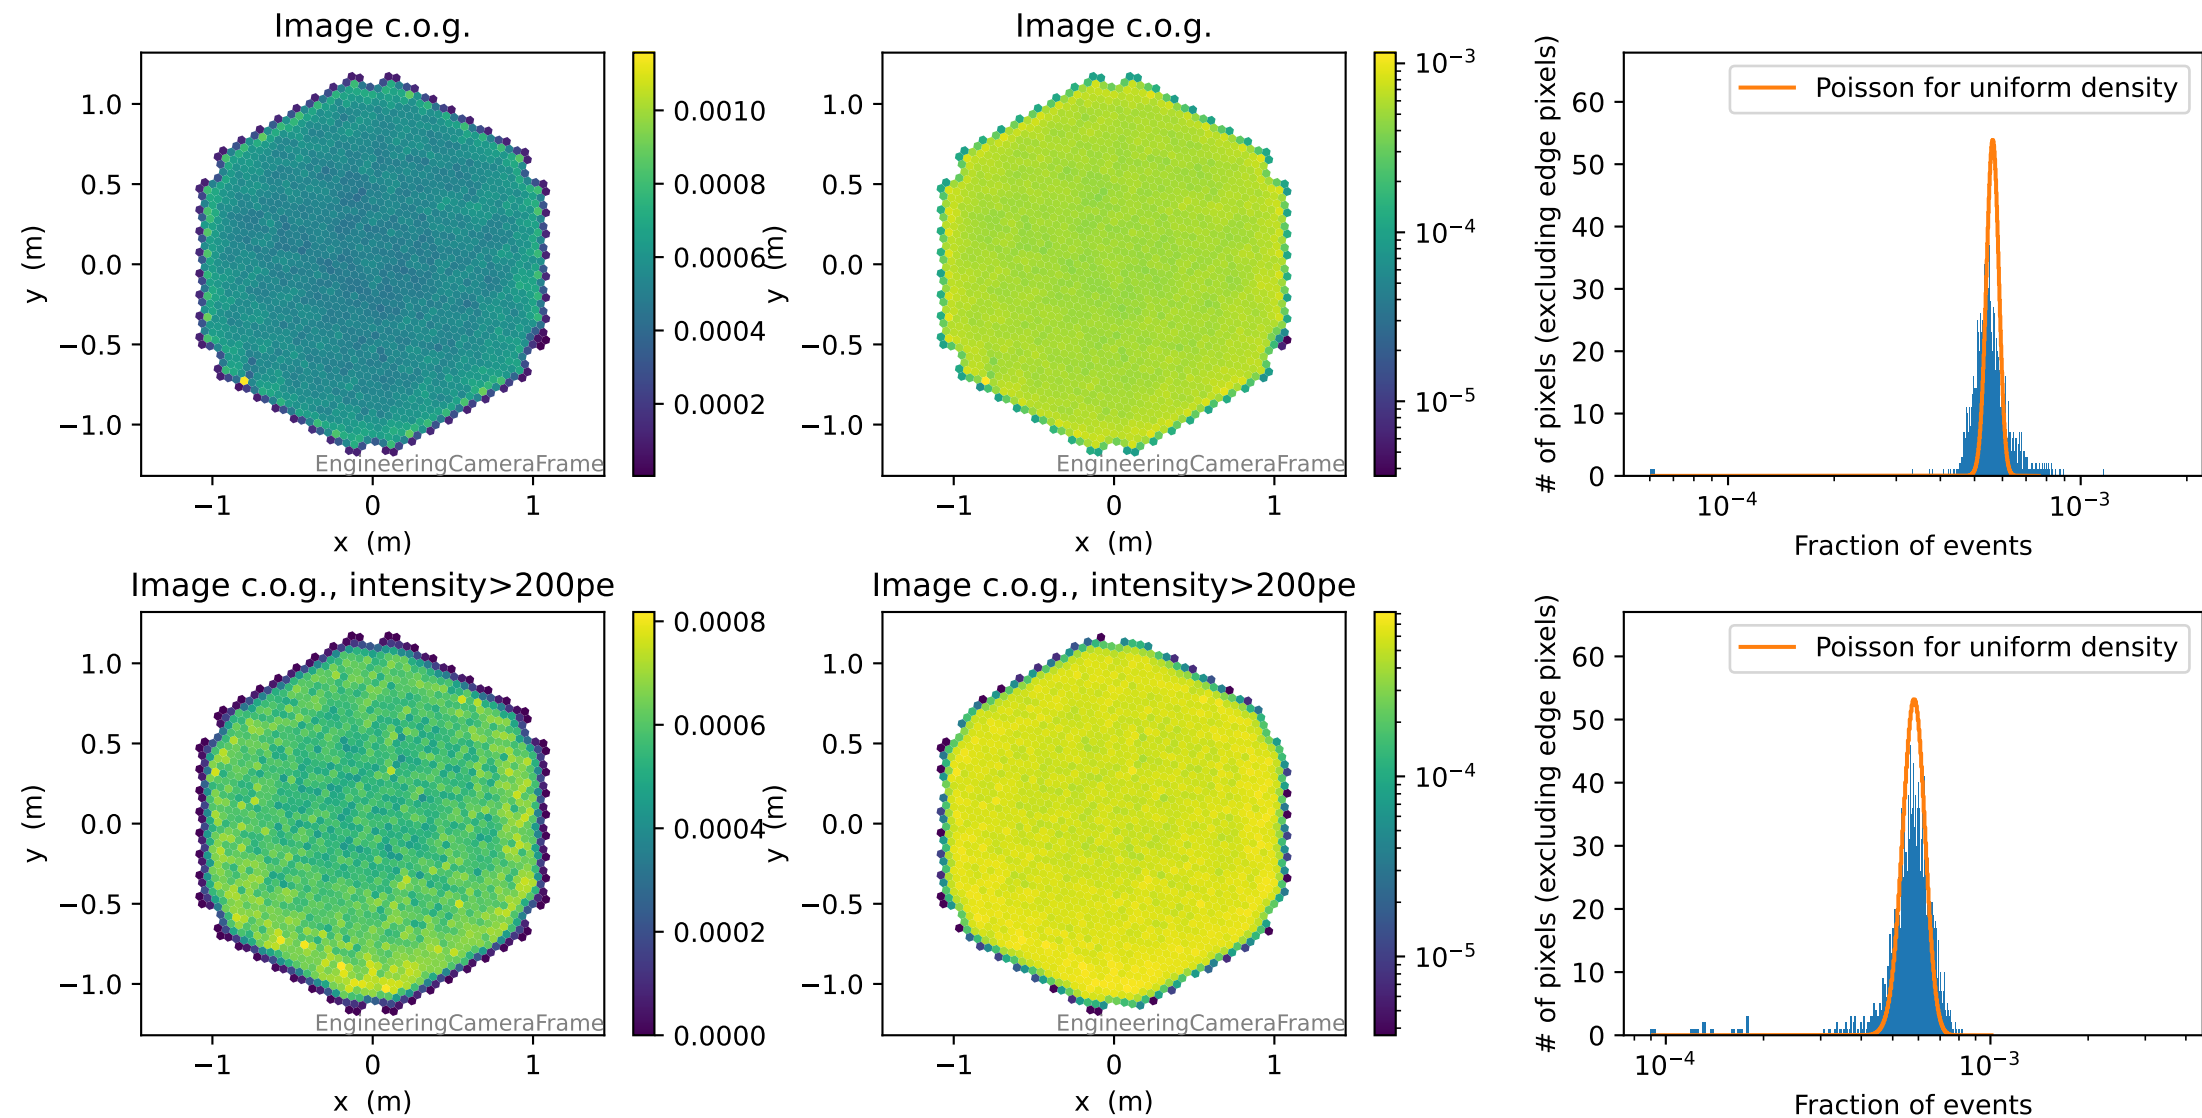 Image c.o.g.
1.0
0.5
0.0
−0.5
−1.0
y (m)
−1
0
1
x (m)
EngineeringCameraFrame
0.0010
0.0008
0.0006
0.0004
0.0002
Image c.o.g.
1.0
0.5
0.0
−0.5
−1.0
y (m)
−1
0
1
x (m)
EngineeringCameraFrame
10⁻³
10⁻⁴
10⁻⁵
Poisson for uniform density
60
50
40
30
20
10
0
# of pixels (excluding edge pixels)
10⁻⁴
10⁻³
Fraction of events
Image c.o.g., intensity>200pe
1.0
0.5
0.0
−0.5
−1.0
y (m)
−1
0
1
x (m)
EngineeringCameraFrame
0.0008
0.0006
0.0004
0.0002
0.0000
Image c.o.g., intensity>200pe
1.0
0.5
0.0
−0.5
−1.0
y (m)
−1
0
1
x (m)
EngineeringCameraFrame
10⁻⁴
10⁻⁵
Poisson for uniform density
60
50
40
30
20
10
0
# of pixels (excluding edge pixels)
10⁻⁴
10⁻³
Fraction of events